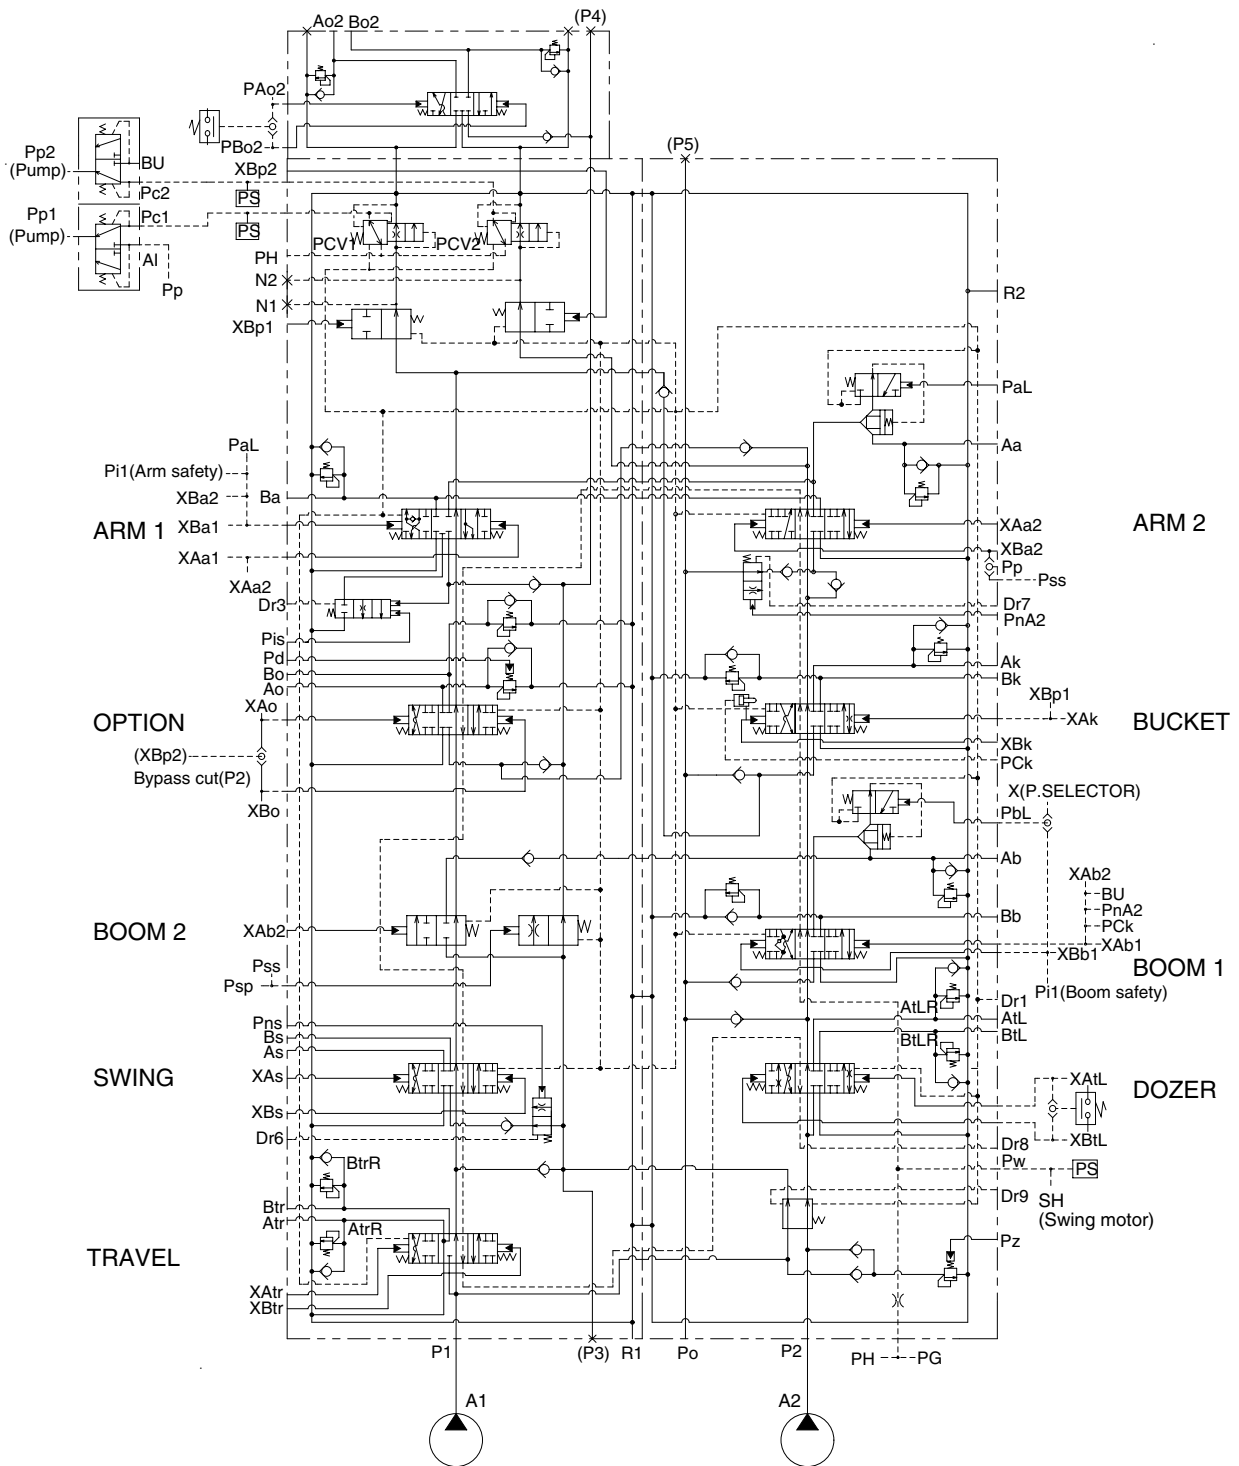 Ao2 Bo2 (P4)
PAo2
PBo2
XBp2
(P5)
Pp2
(Pump)
BU
Pc2
PS
Pp1
(Pump)
Pc1
PS
AI
Pp
PCV1 PCV2
PH
N2
N1
XBp1
R2
PaL
Aa
PaL
Pi1(Arm safety)
XBa2
Ba
ARM 1
XBa1
XAa1
XAa2
Dr3
Pis
Pd
Bo
Ao
XAa2
ARM 2
XBa2
Pp
Pss
Dr7
PnA2
Ak
Bk
OPTION
XAo
(XBp2)
Bypass cut(P2)
XBo
XBp1
XAk
BUCKET
XBk
PCk
X(P.SELECTOR)
PbL
Ab
XAb2
BU
PnA2
PCk
Bb
XAb1
XBb1
BOOM 1
Pi1(Boom safety)
BOOM 2
XAb2
Pss
Psp
Pns
Bs
As
SWING
XAs
XBs
Dr6
AtLR
BtLR
Dr1
AtL
BtL
XAtL
DOZER
XBtL
Dr8
Pw
PS
Dr9
SH
(Swing motor)
Pz
BtrR
Btr
Atr
AtrR
TRAVEL
XAtr
XBtr
P1 (P3) R1 Po P2 PH PG
A1 A2